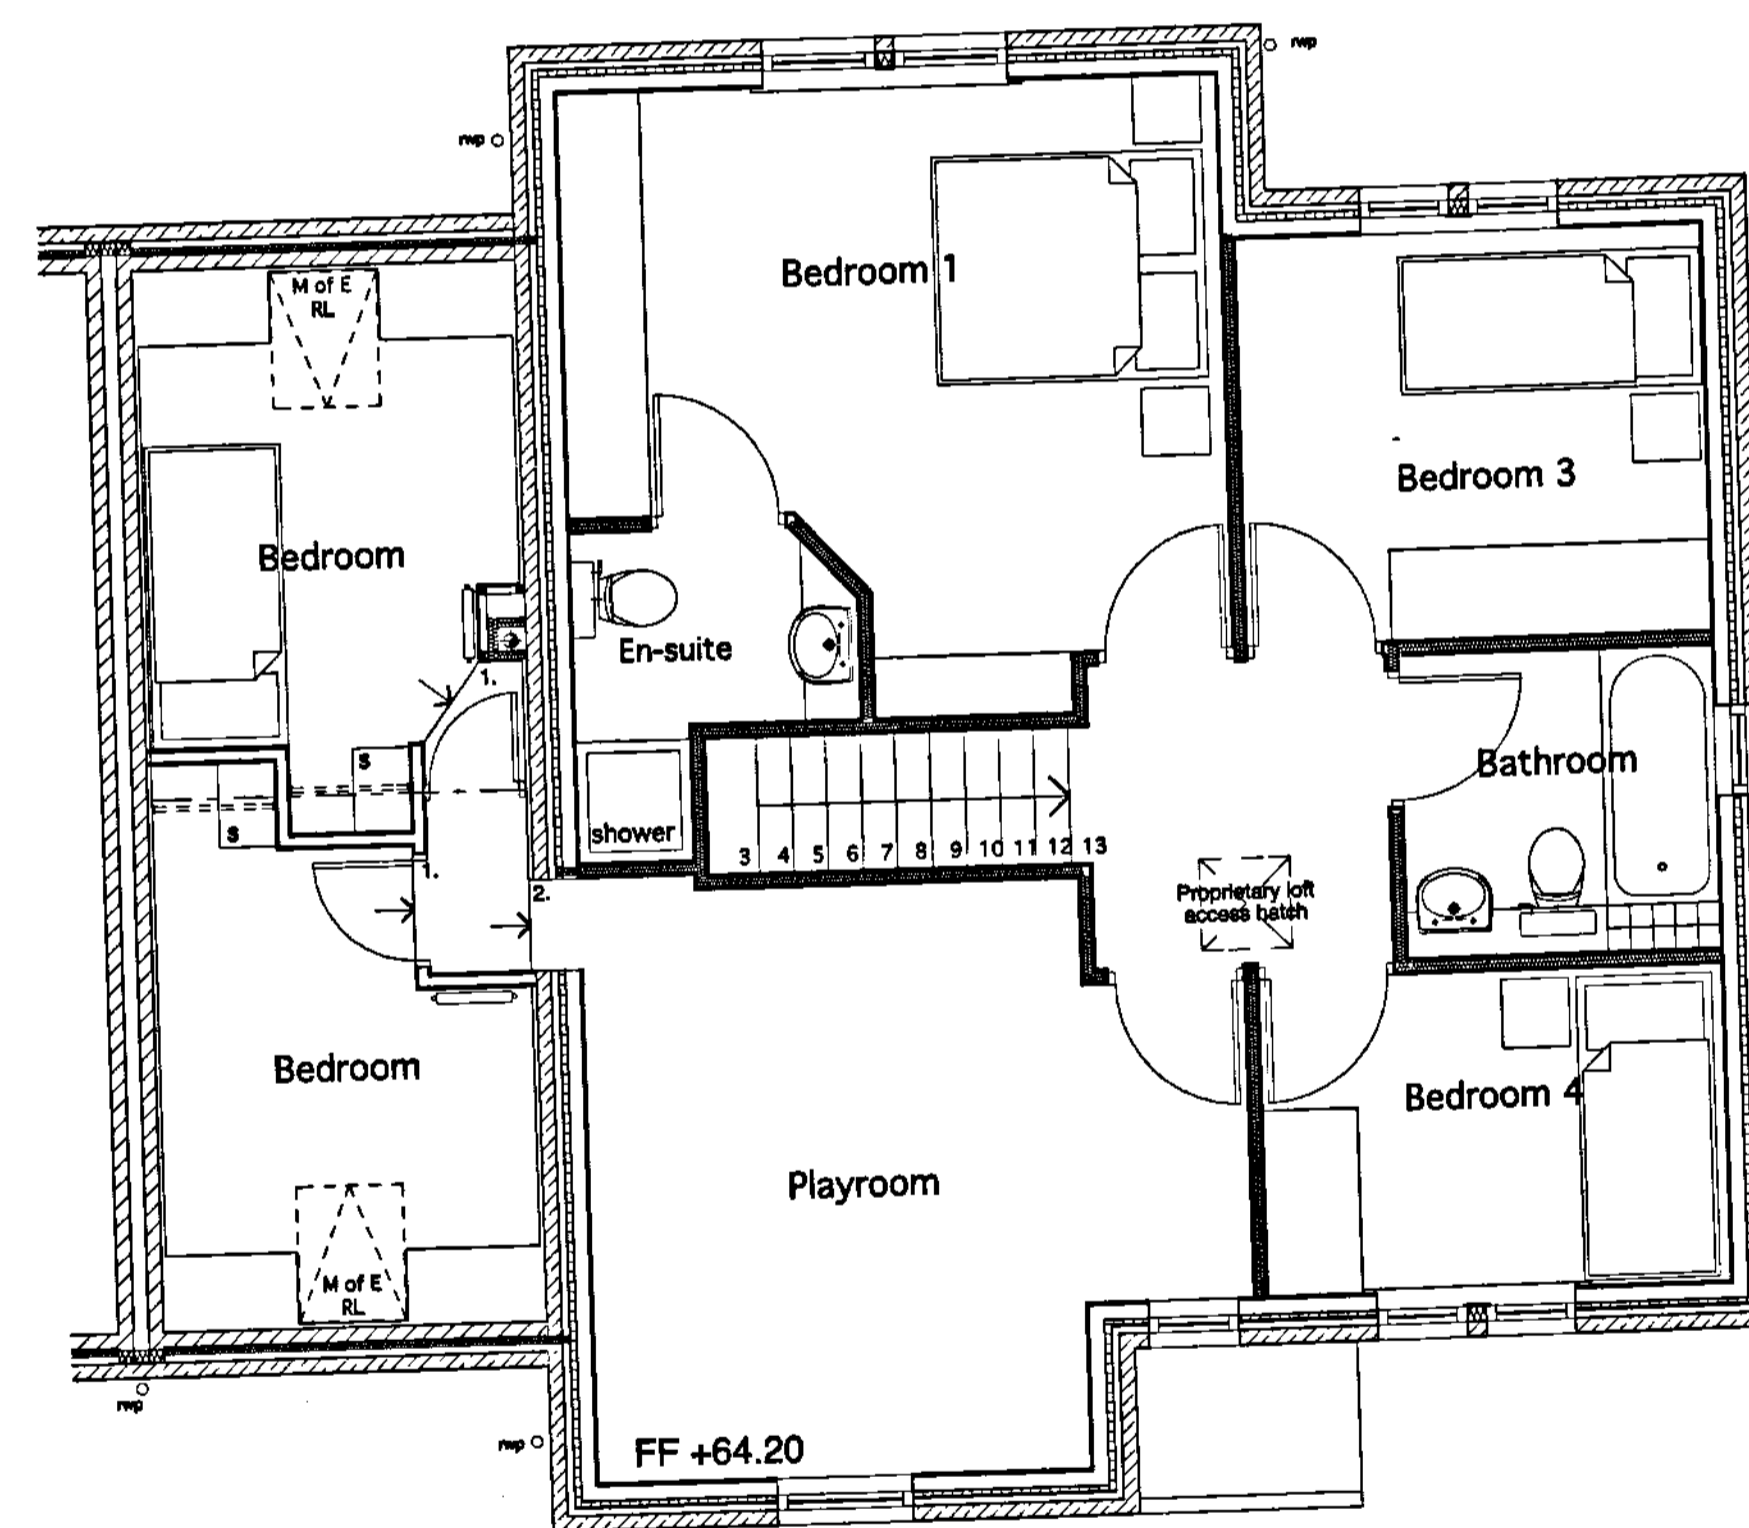 rwp
rwp
M of E
RL
Bedroom 1
Bedroom 3
Bedroom
En-suite
1.
S
S
Bathroom
shower
3 4 5 6 7 8 9 10 11 12 13
1.
2.
Proprietary loft
access hatch
Bedroom
Bedroom 4
Playroom
M of E
RL
rwp
rwp
FF +64.20